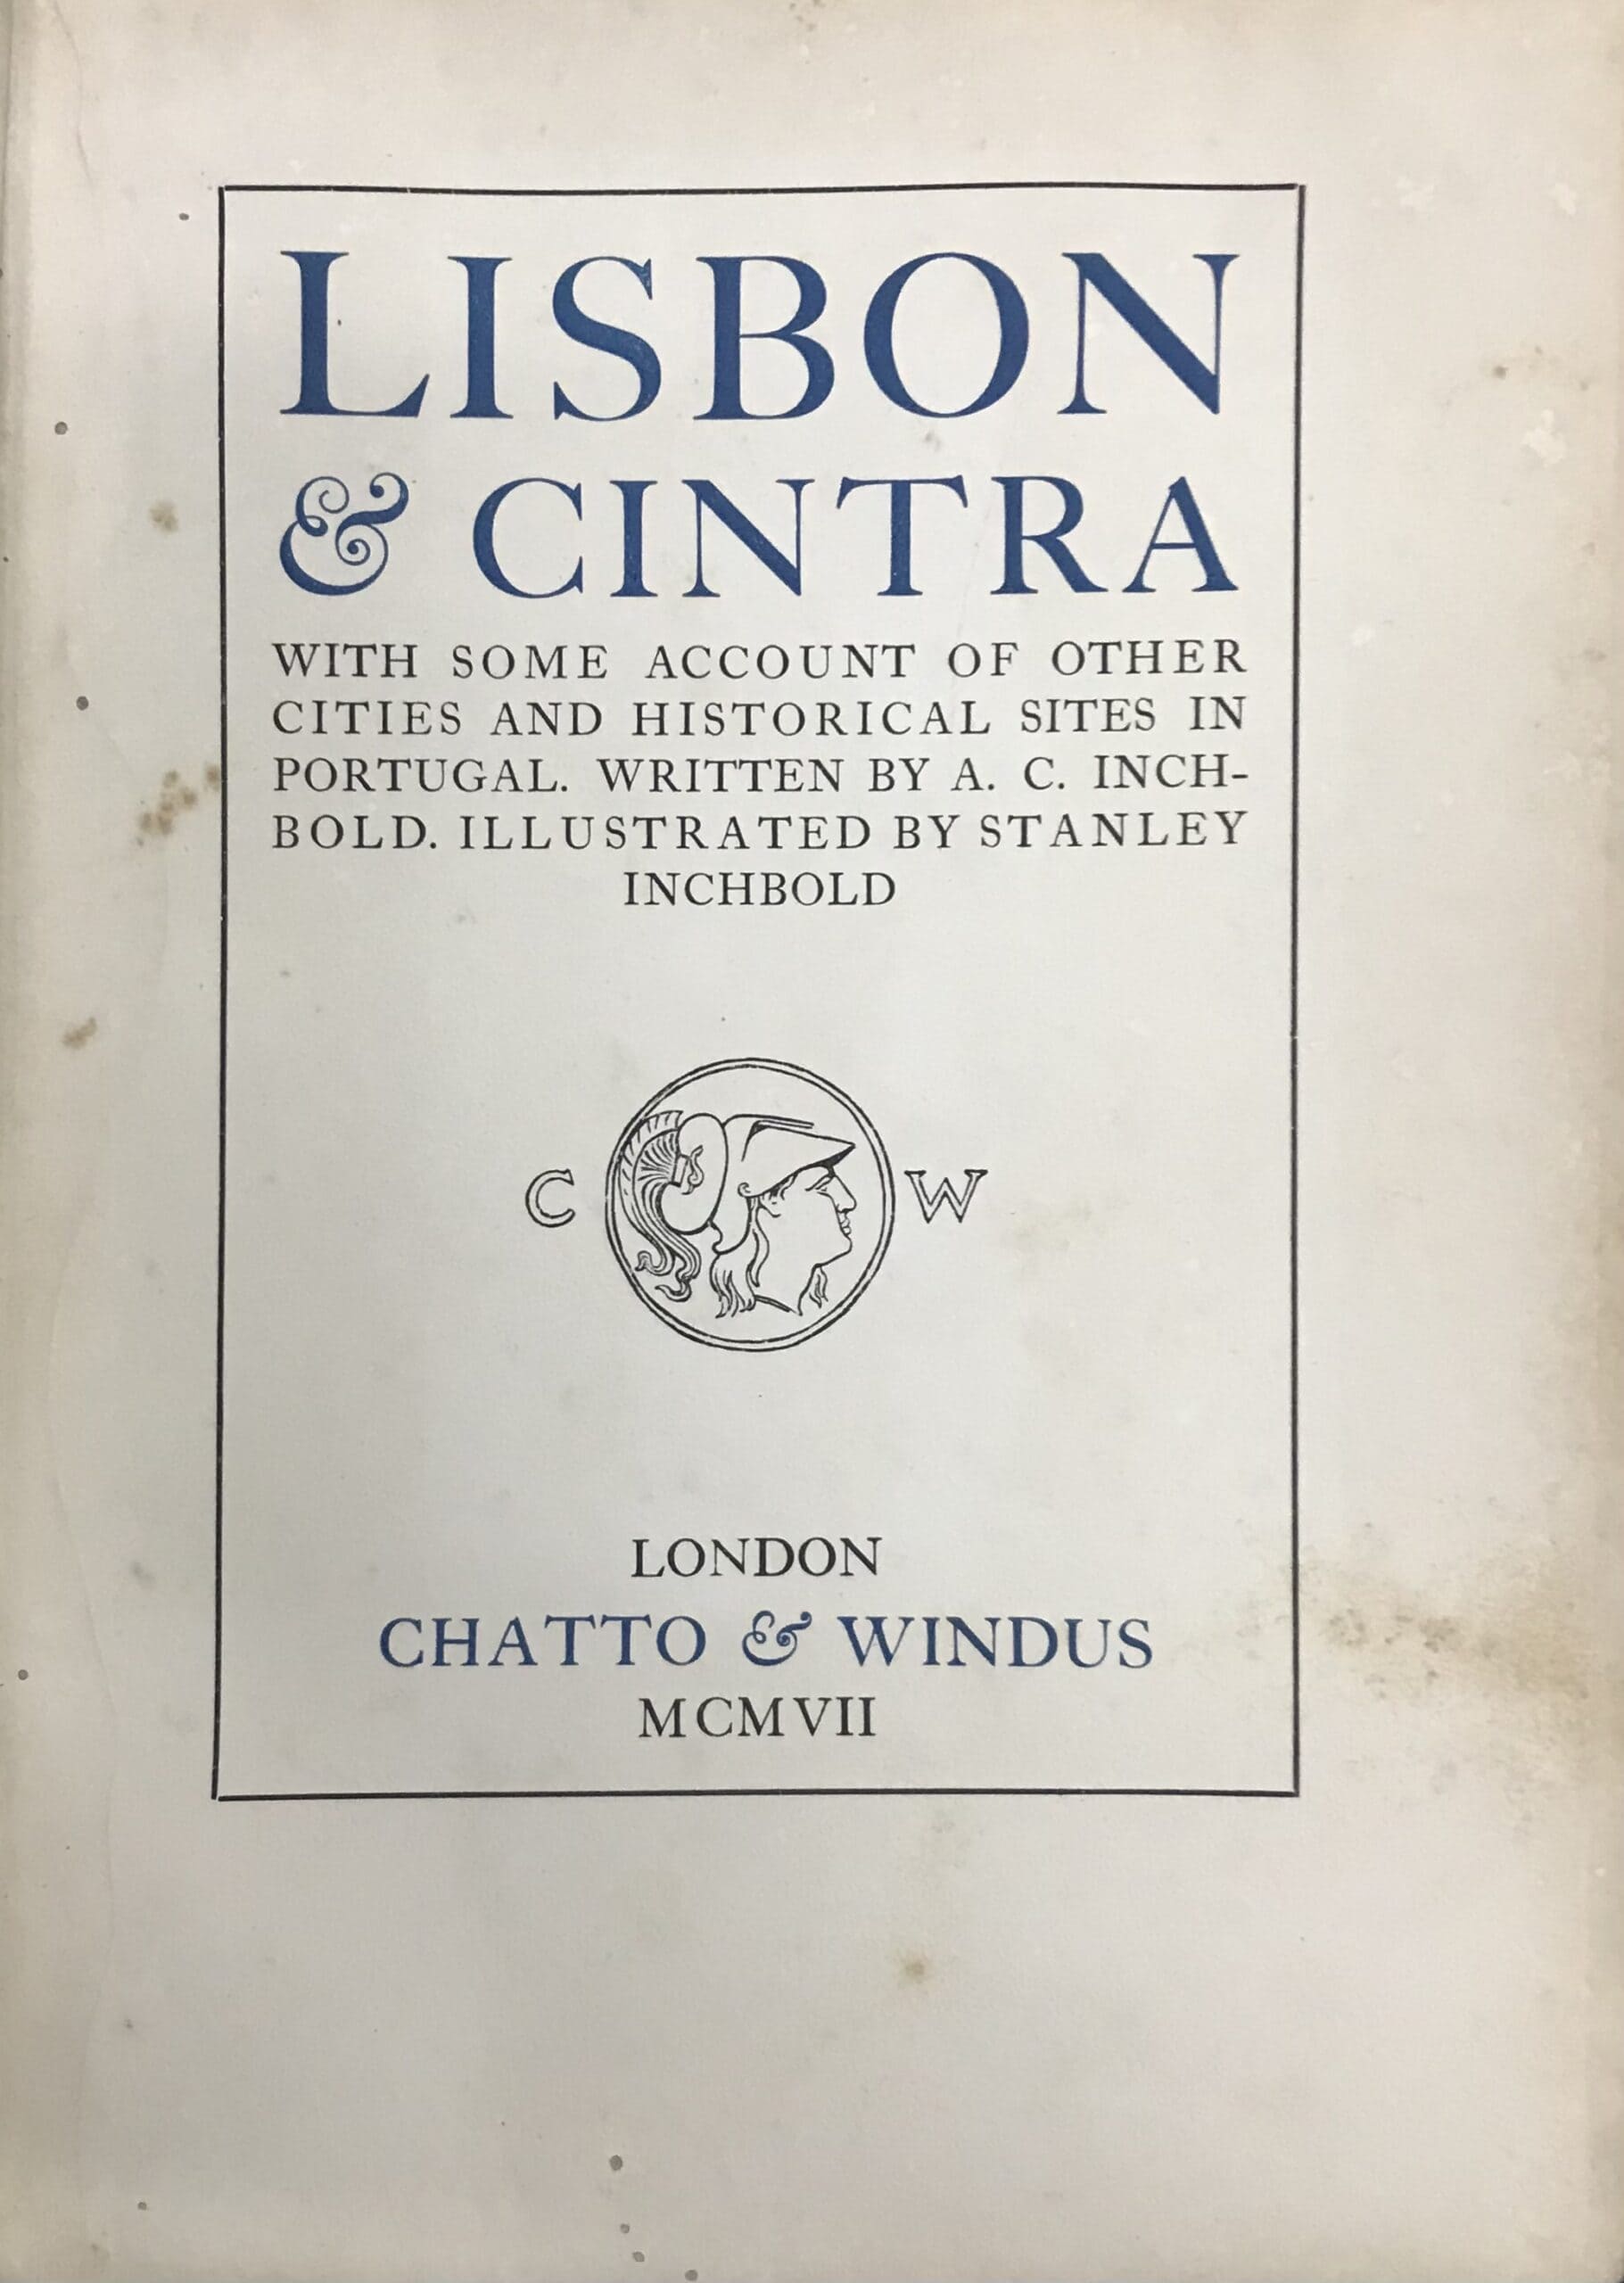 LISBON
& CINTRA
WITH SOME ACCOUNT OF OTHER
CITIES AND HISTORICAL SITES IN
PORTUGAL. WRITTEN BY A. C. INCH-
BOLD. ILLUSTRATED BY STANLEY
INCHBOLD
C W
LONDON
CHATTO & WINDUS
MCMVII